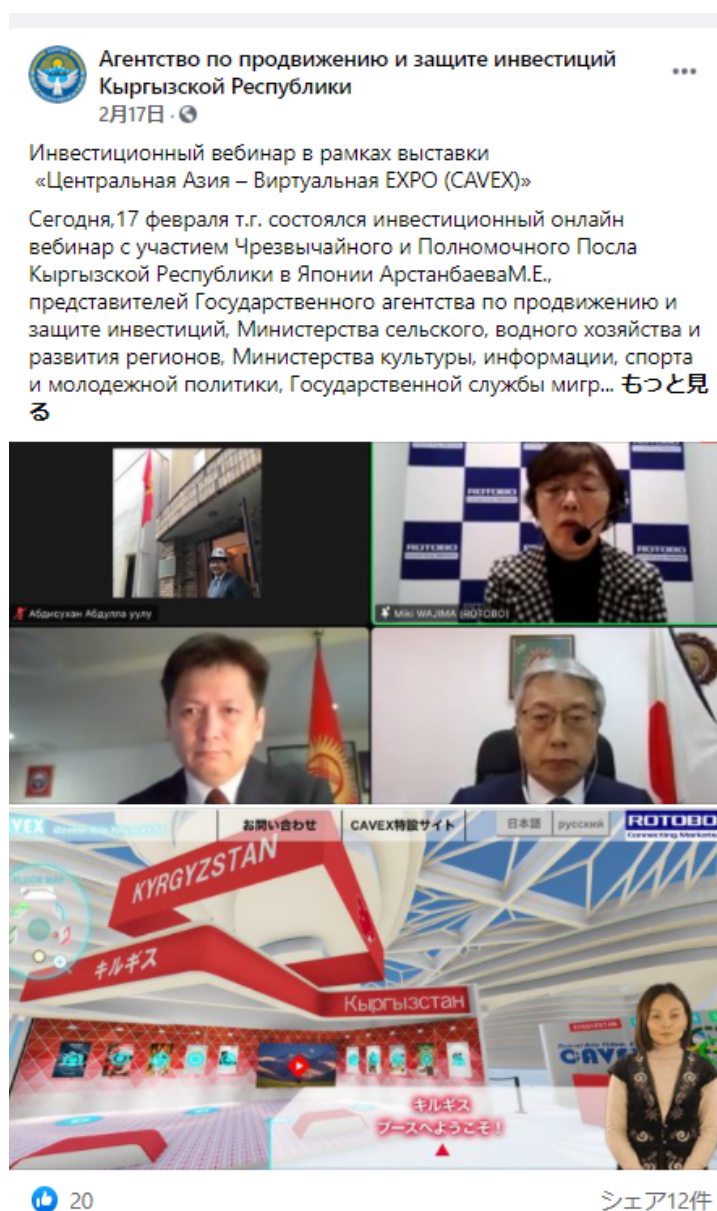 Агентство по продвижению и защите инвестиций
Кыргызской Республики
2月17日 ·
Инвестиционный вебинар в рамках выставки
«Центральная Азия – Виртуальная EXPO (CAVEX)»
Сегодня,17 февраля т.г. состоялся инвестиционный онлайн
вебинар с участием Чрезвычайного и Полномочного Посла
Кыргызской Республики в Японии АрстанбаеваМ.Е.,
представителей Государственного агентства по продвижению и
защите инвестиций, Министерства сельского, водного хозяйства и
развития регионов, Министерства культуры, информации, спорта
и молодежной политики, Государственной службы мигр... もっと見
る
ROTOBO
ROTOBO
ROTOBO
Абдисухан Абдулла уулу
Miki WAJIMA (ROTOBO)
お問い合わせ
CAVEX特設サイト
日本語
русский
ROTOBO
Connecting Markets
FLOOR MAP
KYRGYZSTAN
キルギス
Кыргызстан
KYRGYZSTAN
キルギス
ブースへようこそ!
20
シェア12件